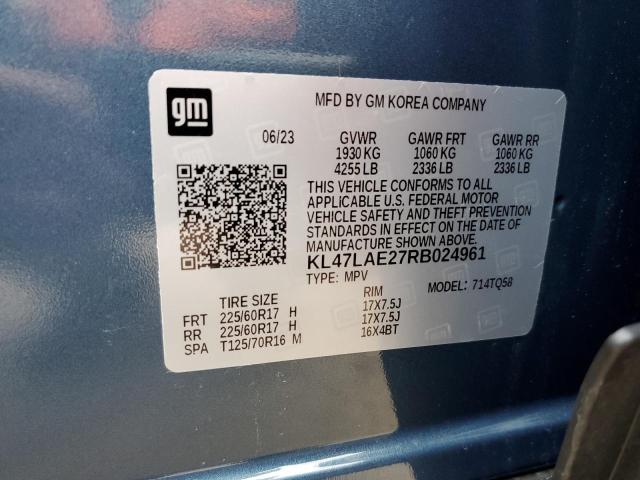 gm
MFD BY GM KOREA COMPANY
06/23 GVWR GAWR FRT GAWR RR
1930 KG 1060 KG 1060 KG
4255 LB 2336 LB 2336 LB
THIS VEHICLE CONFORMS TO ALL
APPLICABLE U.S. FEDERAL MOTOR
VEHICLE SAFETY AND THEFT PREVENTION
STANDARDS IN EFFECT ON THE DATE OF
MANUFACTURE SHOWN ABOVE.
KL47LAE27RB024961
TYPE: MPV MODEL: 714TQ58
TIRE SIZE RIM
FRT 225/60R17 H 17X7.5J
RR 225/60R17 H 17X7.5J
SPA T125/70R16 M 16X4BT